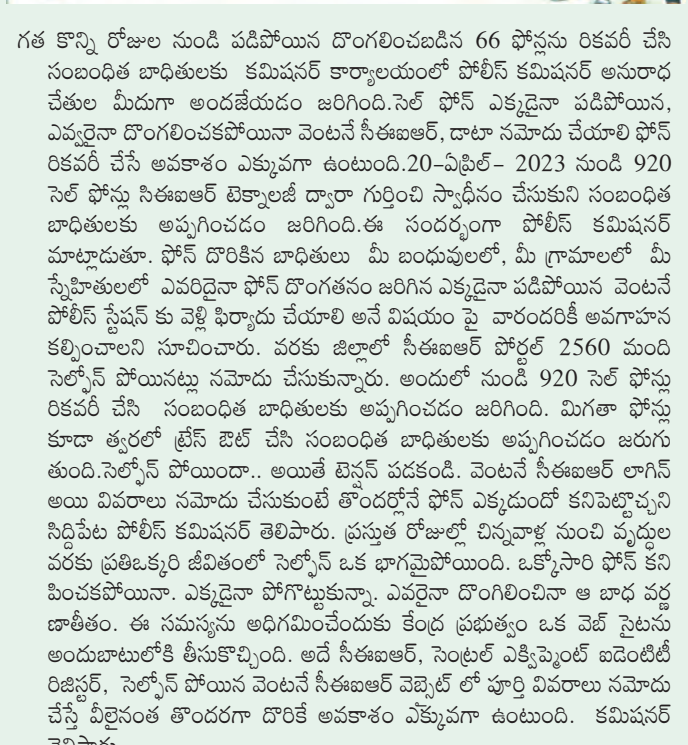 గత కొన్ని రోజుల నుండి పడిపోయిన దొంగలించబడిన 66 ఫోన్లను రికవరీ చేసి
సంబంధిత బాధితులకు కమిషనర్ కార్యాలయంలో పోలీస్ కమిషనర్ అనురాధ
చేతుల మీదుగా అందజేయడం జరిగింది.సెల్ ఫోన్ ఎక్కడైనా పడిపోయిన,
ఎవ్వరైనా దొంగలించకపోయినా వెంటనే సీఈఐఆర్, డాటా నమోదు చేయాలి ఫోన్
రికవరీ చేసే అవకాశం ఎక్కువగా ఉంటుంది.20-ఏప్రిల్- 2023 నుండి 920
సెల్ ఫోన్లు సిఈఐఆర్ టెక్నాలజీ ద్వారా గుర్తించి స్వాధీనం చేసుకుని సంబంధిత
బాధితులకు అప్పగించడం జరిగింది.ఈ సందర్భంగా పోలీస్ కమిషనర్
మాట్లాడుతూ. ఫోన్ దొరికిన బాధితులు మీ బంధువులలో, మీ గ్రామాలలో మీ
స్నేహితులలో ఎవరిదైనా ఫోన్ దొంగతనం జరిగిన ఎక్కడైనా పడిపోయిన వెంటనే
పోలీస్ స్టేషన్ కు వెళ్లి ఫిర్యాదు చేయాలి అనే విషయం పై వారందరికీ అవగాహన
కల్పించాలని సూచించారు. వరకు జిల్లాలో సీఈఐఆర్ పోర్టల్ 2560 మంది
సెల్ఫోన్ పోయినట్లు నమోదు చేసుకున్నారు. అందులో నుండి 920 సెల్ ఫోన్లు
రికవరీ చేసి సంబంధిత బాధితులకు అప్పగించడం జరిగింది. మిగతా ఫోన్లు
కూడా త్వరలో ట్రేస్ ఔట్ చేసి సంబంధిత బాధితులకు అప్పగించడం జరుగు
తుంది.సెల్ఫోన్ పోయిందా.. అయితే టెన్షన్ పడకండి. వెంటనే సీఈఐఆర్ లాగిన్
అయి వివరాలు నమోదు చేసుకుంటే తొందర్లోనే ఫోన్ ఎక్కడుందో కనిపెట్టొచ్చని
సిద్దిపేట పోలీస్ కమిషనర్ తెలిపారు. ప్రస్తుత రోజుల్లో చిన్నవాళ్ల నుంచి వృద్ధుల
వరకు ప్రతిఒక్కరి జీవితంలో సెల్ఫోన్ ఒక భాగమైపోయింది. ఒక్కోసారి ఫోన్ కని
పించకపోయినా. ఎక్కడైనా పోగొట్టుకున్నా. ఎవరైనా దొంగిలించినా ఆ బాధ వర్ణ
ణాతీతం. ఈ సమస్యను అధిగమించేందుకు కేంద్ర ప్రభుత్వం ఒక వెబ్ సైటను
అందుబాటులోకి తీసుకొచ్చింది. అదే సీఈఐఆర్, సెంట్రల్ ఎక్విప్మెంట్ ఐడెంటిటీ
రిజిస్టర్, సెల్ఫోన్ పోయిన వెంటనే సీఈఐఆర్ వెబ్సైట్ లో పూర్తి వివరాలు నమోదు
చేస్తే వీలైనంత తొందరగా దొరికే అవకాశం ఎక్కువగా ఉంటుంది. కమిషనర్